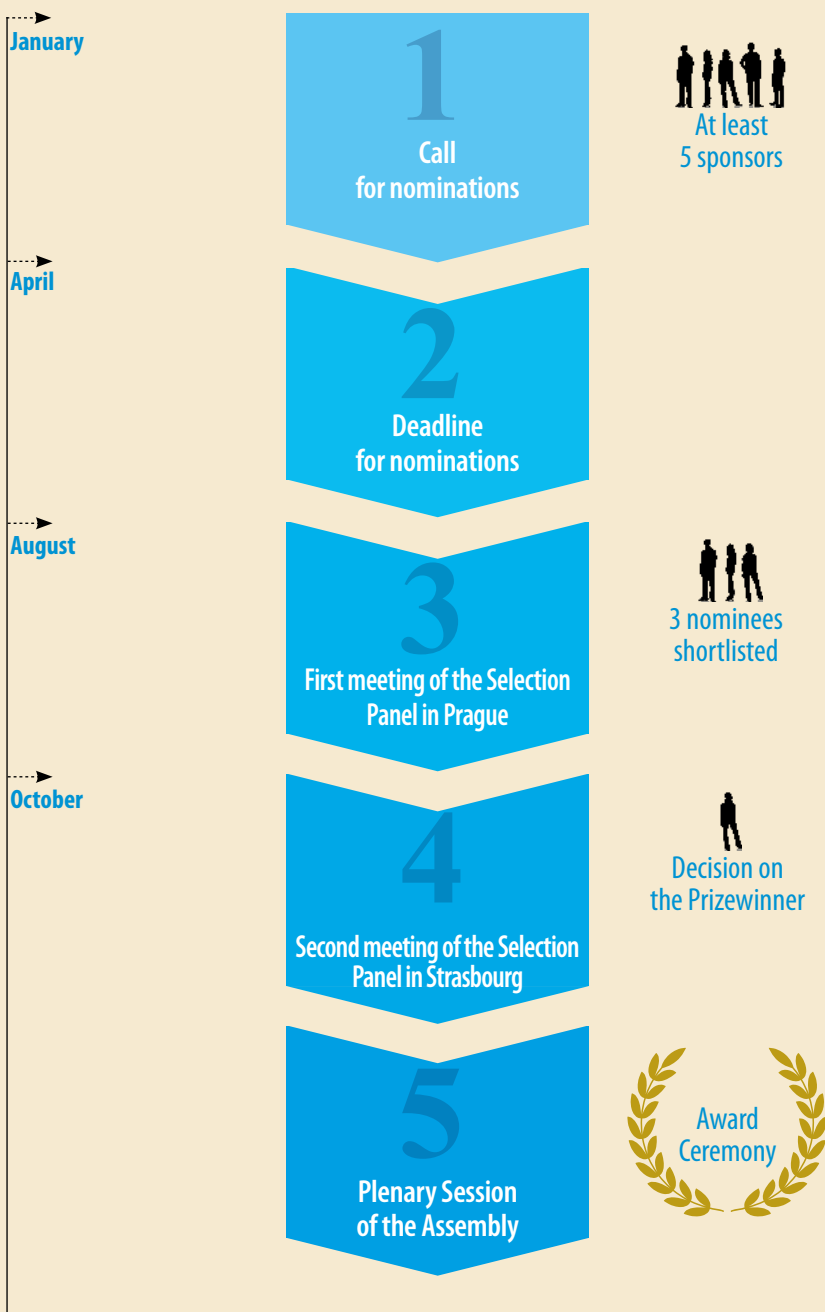 January
1
Call
for nominations
At least
5 sponsors
April
2
Deadline
for nominations
August
3
First meeting of the Selection
Panel in Prague
3 nominees
shortlisted
October
4
Second meeting of the Selection
Panel in Strasbourg
Decision on
the Prizewinner
5
Plenary Session
of the Assembly
Award
Ceremony